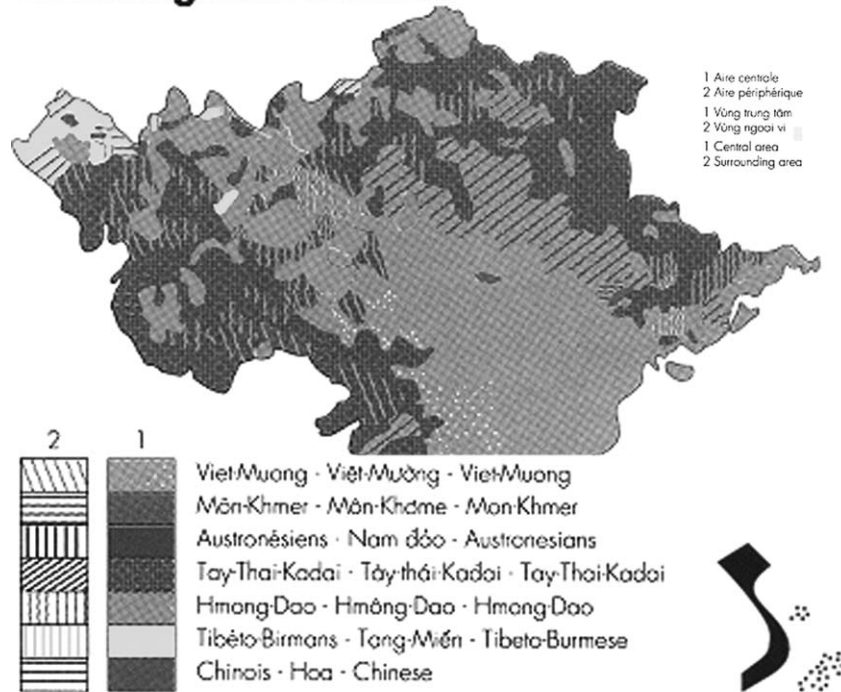 1 Aire centrale
2 Aire périphérique
1 Vùng trung tâm
2 Vùng ngoại vi
1 Central area
2 Surrounding area
2 1
Viet-Muong - Việt-Mường - Viet-Muong
Môn-Khmer - Môn-Khơme - Mon-Khmer
Austronésiens - Nam đảo - Austronesians
Tay-Thai-Kadai - Tày-thái-Kađai - Tay-Thai-Kadai
Hmong-Dao - Hmông-Dao - Hmong-Dao
Tibéto-Birmans - Tạng-Miến - Tibeto-Burmese
Chinois - Hoa - Chinese